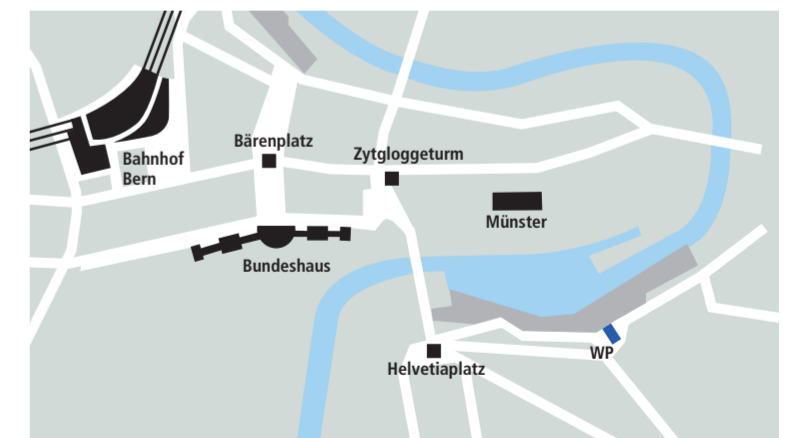 Bärenplatz
Zytgloggeturm
Bahnhof
Bern
Münster
Bundeshaus
WP
Helvetiaplatz